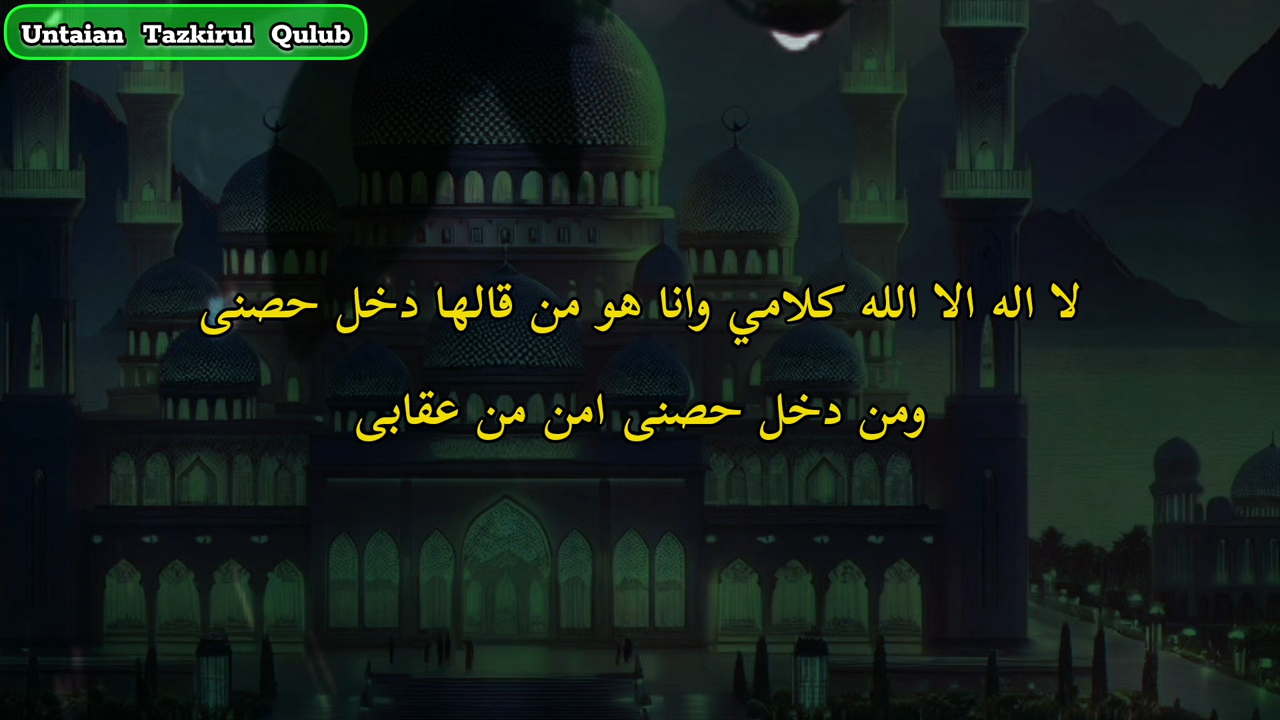 Untaian Tazkirul Qulub
لا اله الا الله كلامي وانا هو من قالها دخل حصنى
ومن دخل حصنى امن من عقابى